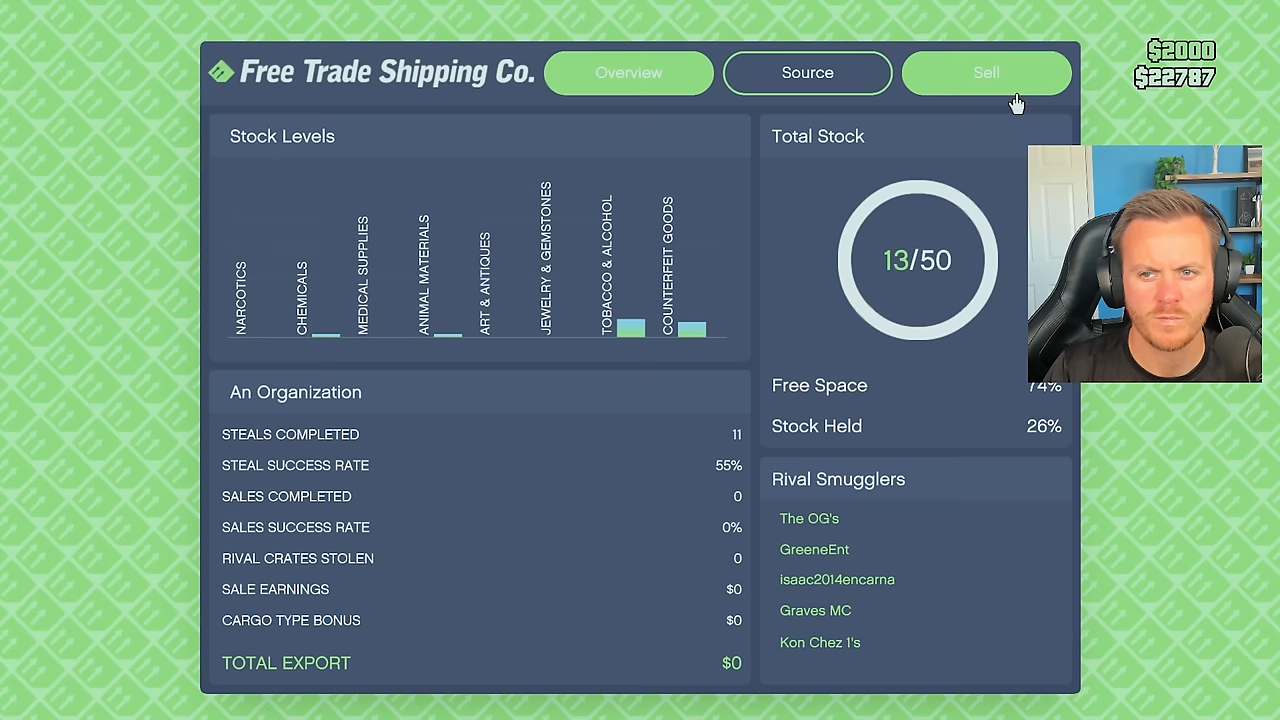 Free Trade Shipping Co.
Overview
Source
Sell
$2000
$22787
Stock Levels
NARCOTICS
CHEMICALS
MEDICAL SUPPLIES
ANIMAL MATERIALS
ART & ANTIQUES
JEWELRY & GEMSTONES
TOBACCO & ALCOHOL
COUNTERFEIT GOODS
Total Stock
13/50
Free Space 74%
Stock Held 26%
An Organization
STEALS COMPLETED 11
STEAL SUCCESS RATE 55%
SALES COMPLETED 0
SALES SUCCESS RATE 0%
RIVAL CRATES STOLEN 0
SALE EARNINGS $0
CARGO TYPE BONUS $0
TOTAL EXPORT $0
Rival Smugglers
The OG's
GreeneEnt
isaac2014encarna
Graves MC
Kon Chez 1's